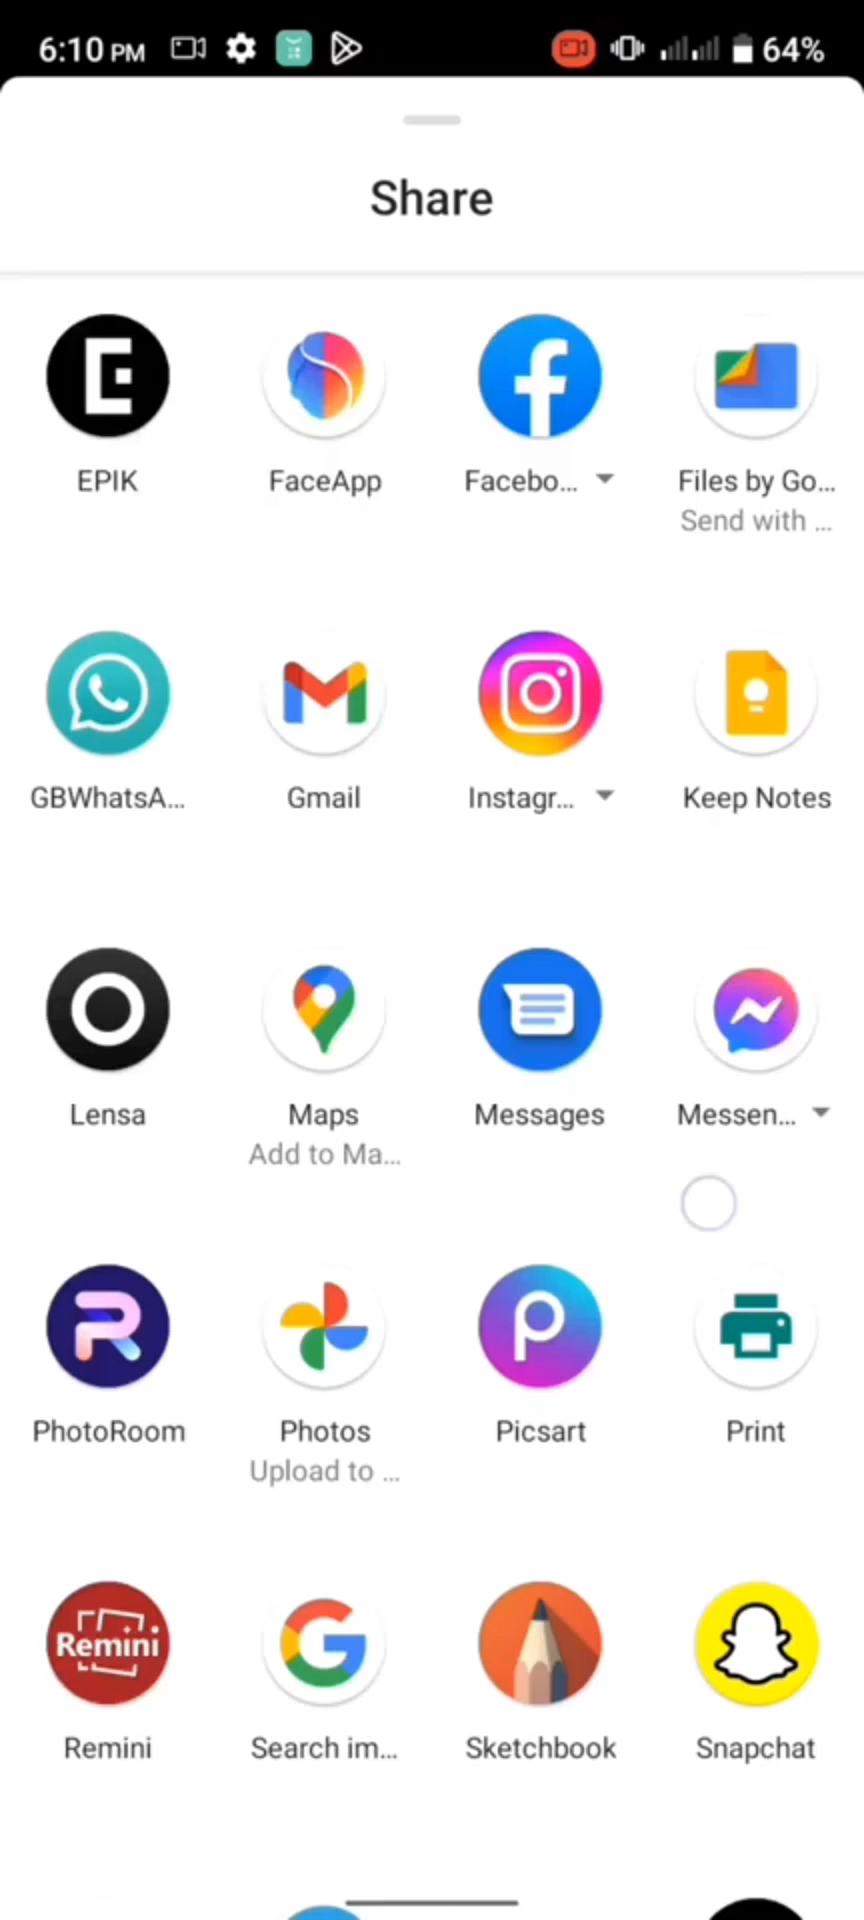 6:10 PM 64%
Share
EPIK FaceApp Facebo... Files by Go...
Send with ...
GBWhatsA... Gmail Instagr... Keep Notes
Lensa Maps Messages Messen...
Add to Ma...
PhotoRoom Photos Picsart Print
Upload to ...
Remini
Remini Search im... Sketchbook Snapchat